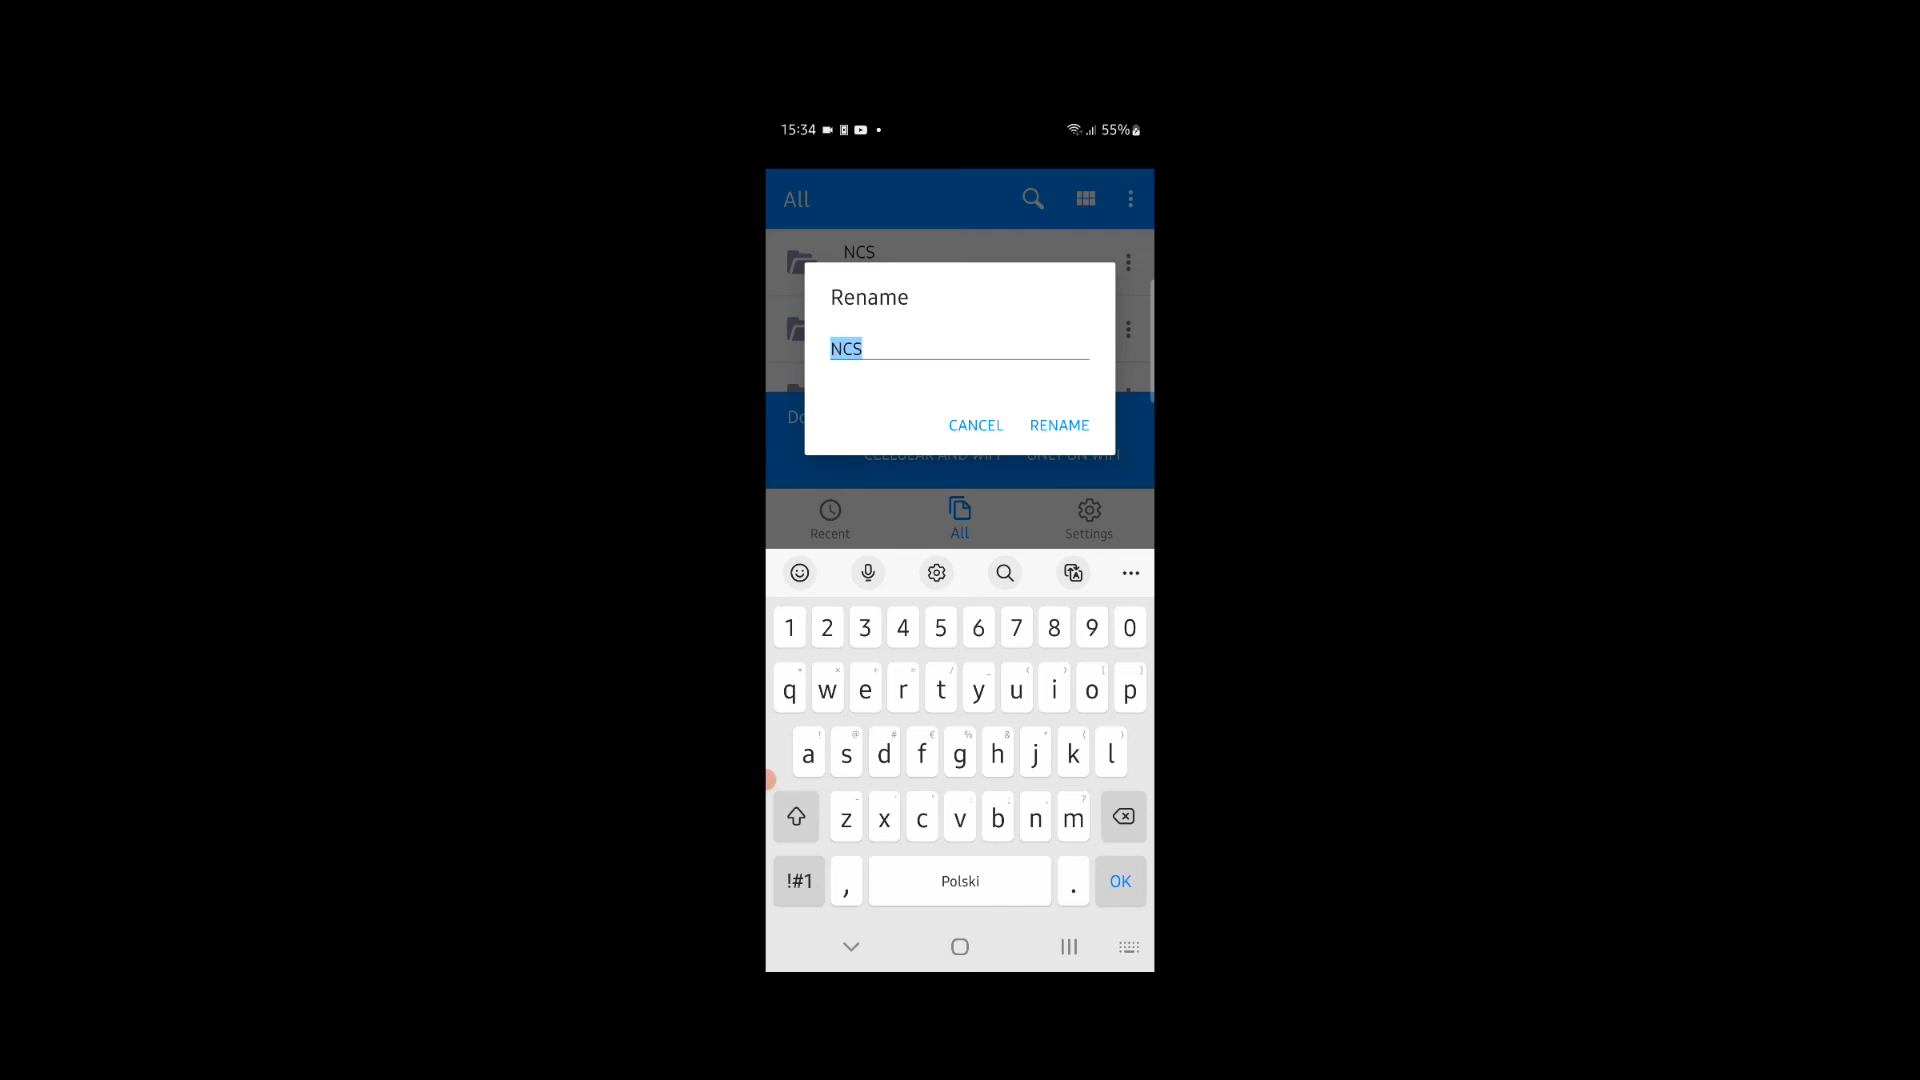 15:34 55%
All
NCS
Rename
NCS
CANCEL RENAME
Recent All Settings
1 2 3 4 5 6 7 8 9 0
q w e r t y u i o p
a s d f g h j k l
z x c v b n m
!#1 , Polski . OK